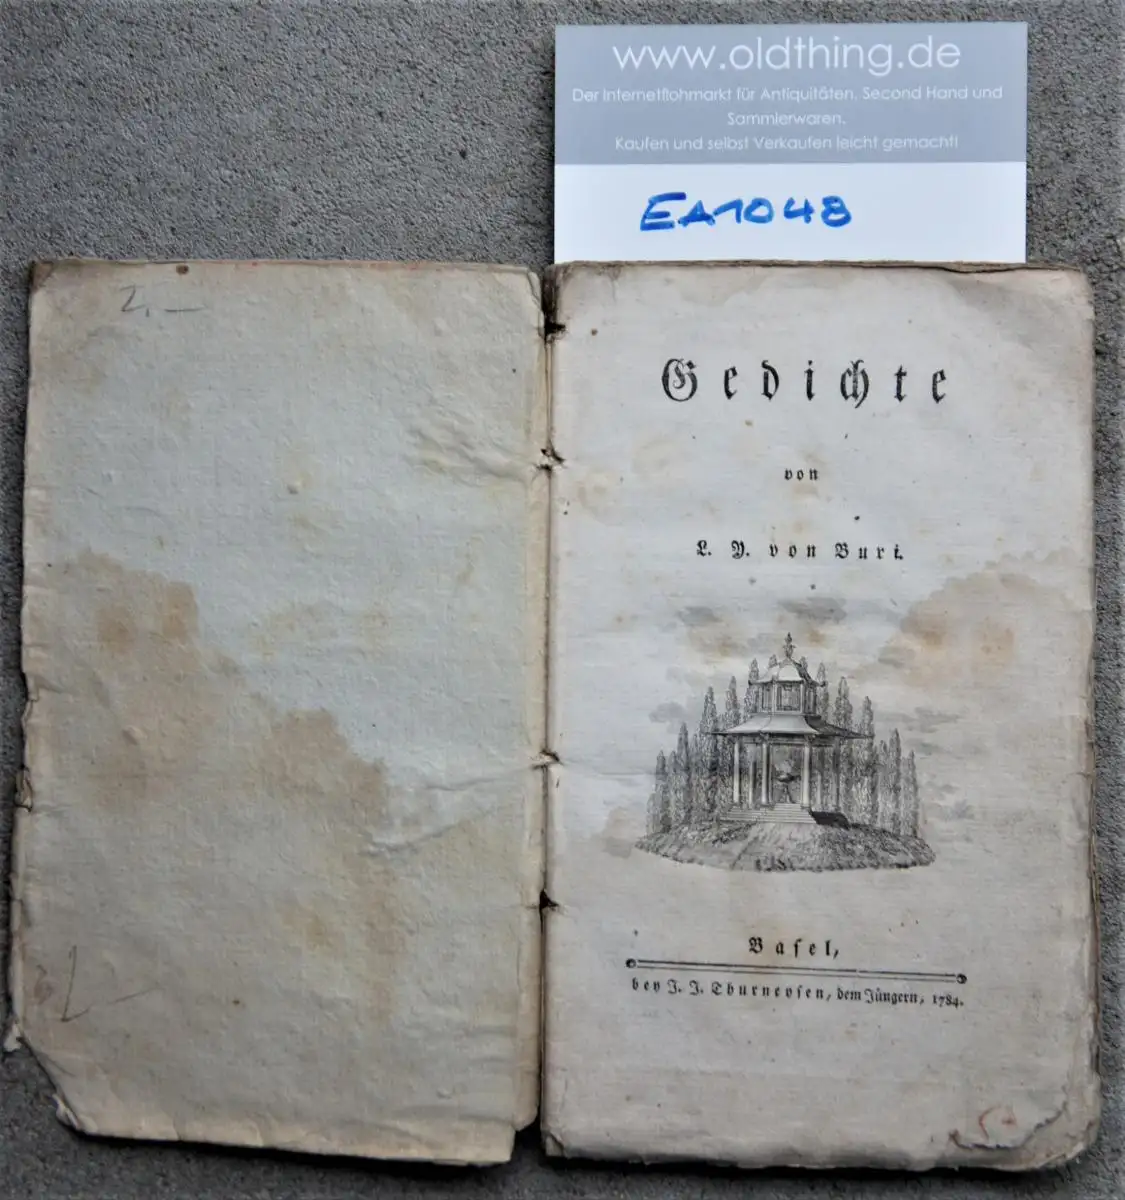 www.oldthing.de
Der Internetflohmarkt für Antiquitäten, Second Hand und
Sammlerwaren.
Kaufen und selbst Verkaufen leicht gemacht!
EA1048
2,—
Gedichte
von
L. Y. von Buri.
Basel,
bey J. J. Thurneysen, dem Jüngern, 1784.